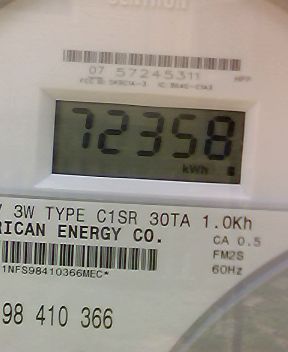 07 57245311
72358
kWh
V 3W TYPE C1SR 30TA 1.0Kh
RICAN ENERGY CO.
CA 0.5
FM2S
1NFS98410366MEC*
60Hz
98 410 366